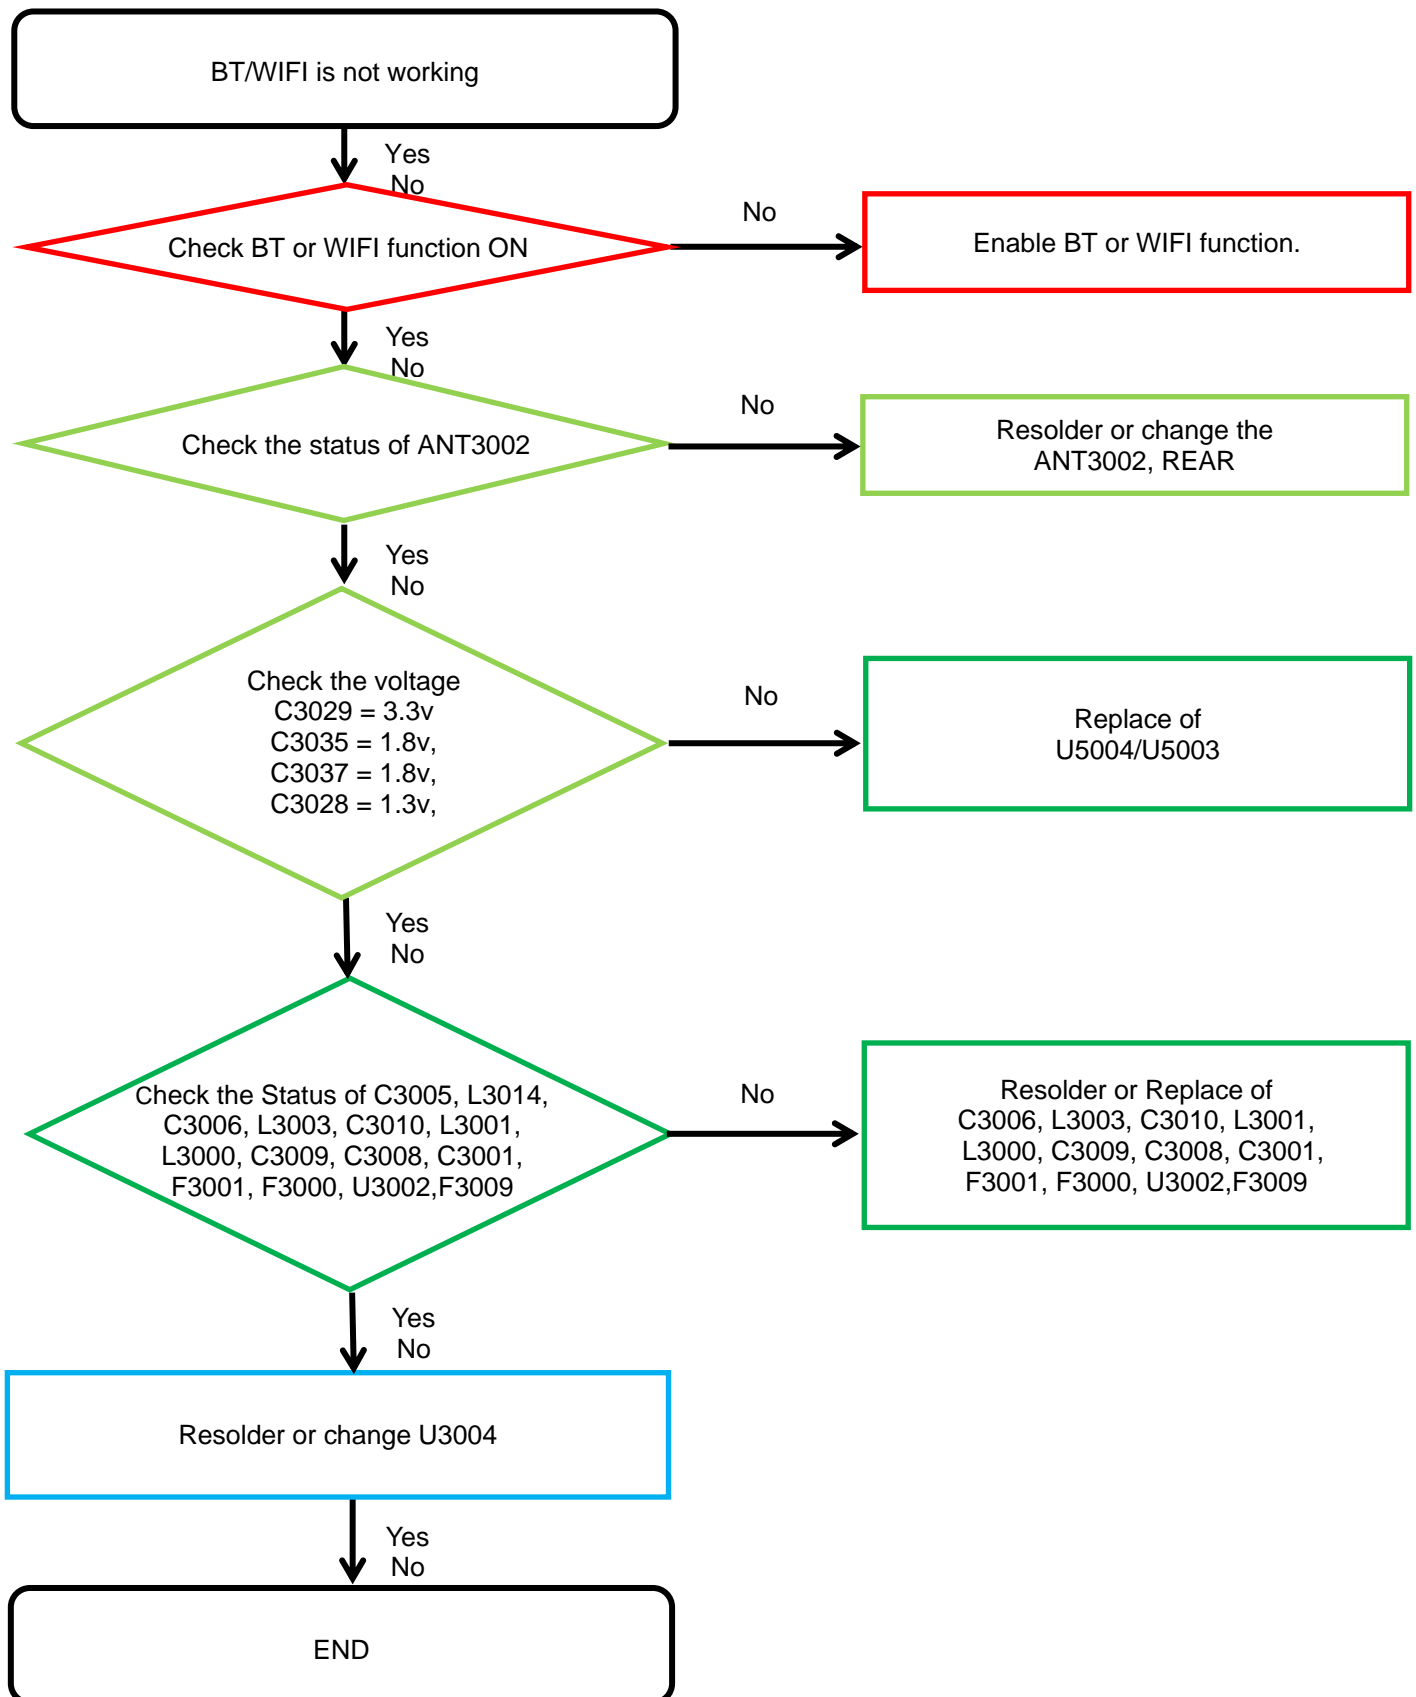 BT/WIFI is not working
Yes
No
Check BT or WIFI function ON
No
Enable BT or WIFI function.
Yes
No
Check the status of ANT3002
No
Resolder or change the
ANT3002, REAR
Yes
No
Check the voltage
C3029 = 3.3v
C3035 = 1.8v,
C3037 = 1.8v,
C3028 = 1.3v,
No
Replace of
U5004/U5003
Yes
No
Check the Status of C3005, L3014,
C3006, L3003, C3010, L3001,
L3000, C3009, C3008, C3001,
F3001, F3000, U3002,F3009
No
Resolder or Replace of
C3006, L3003, C3010, L3001,
L3000, C3009, C3008, C3001,
F3001, F3000, U3002,F3009
Yes
No
Resolder or change U3004
Yes
No
END